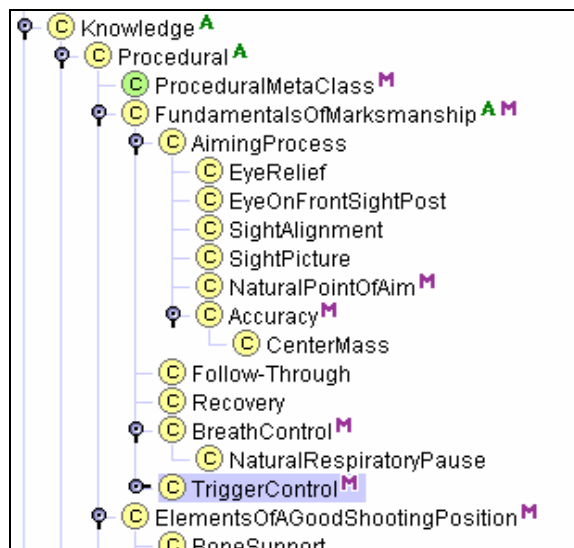 C Knowledge A
C Procedural A
C ProceduralMetaClass M
C FundamentalsOfMarksmanship A M
C AimingProcess
C EyeRelief
C EyeOnFrontSightPost
C SightAlignment
C SightPicture
C NaturalPointOfAim M
C Accuracy M
C CenterMass
C Follow-Through
C Recovery
C BreathControl M
C NaturalRespiratoryPause
C TriggerControl M
C ElementsOfAGoodShootingPosition M
C BoneSupport